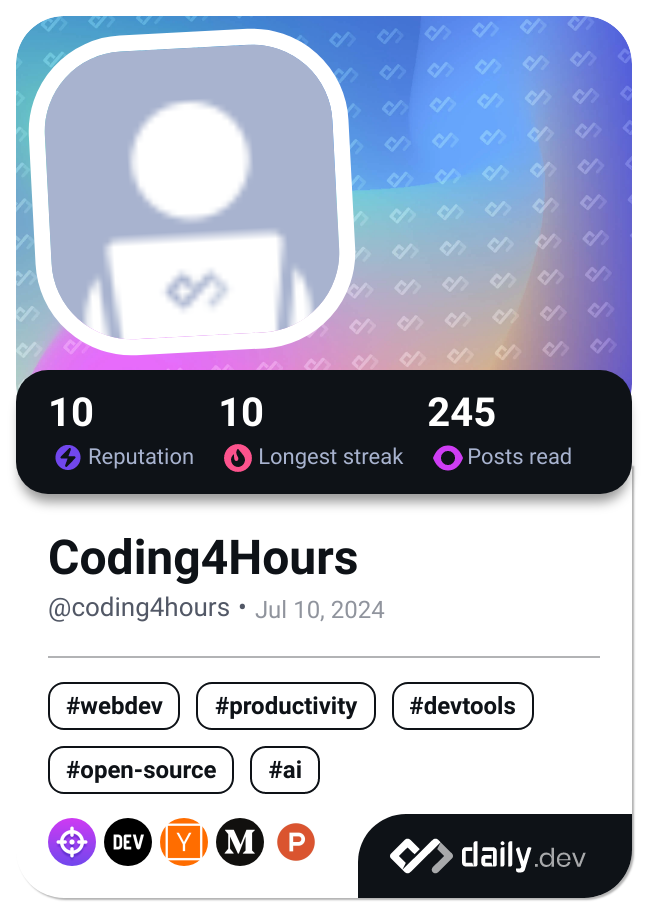 10 10 245
Reputation Longest streak Posts read
Coding4Hours
@coding4hours • Jul 10, 2024
#webdev #productivity #devtools
#open-source #ai
DEV Y M P daily.dev